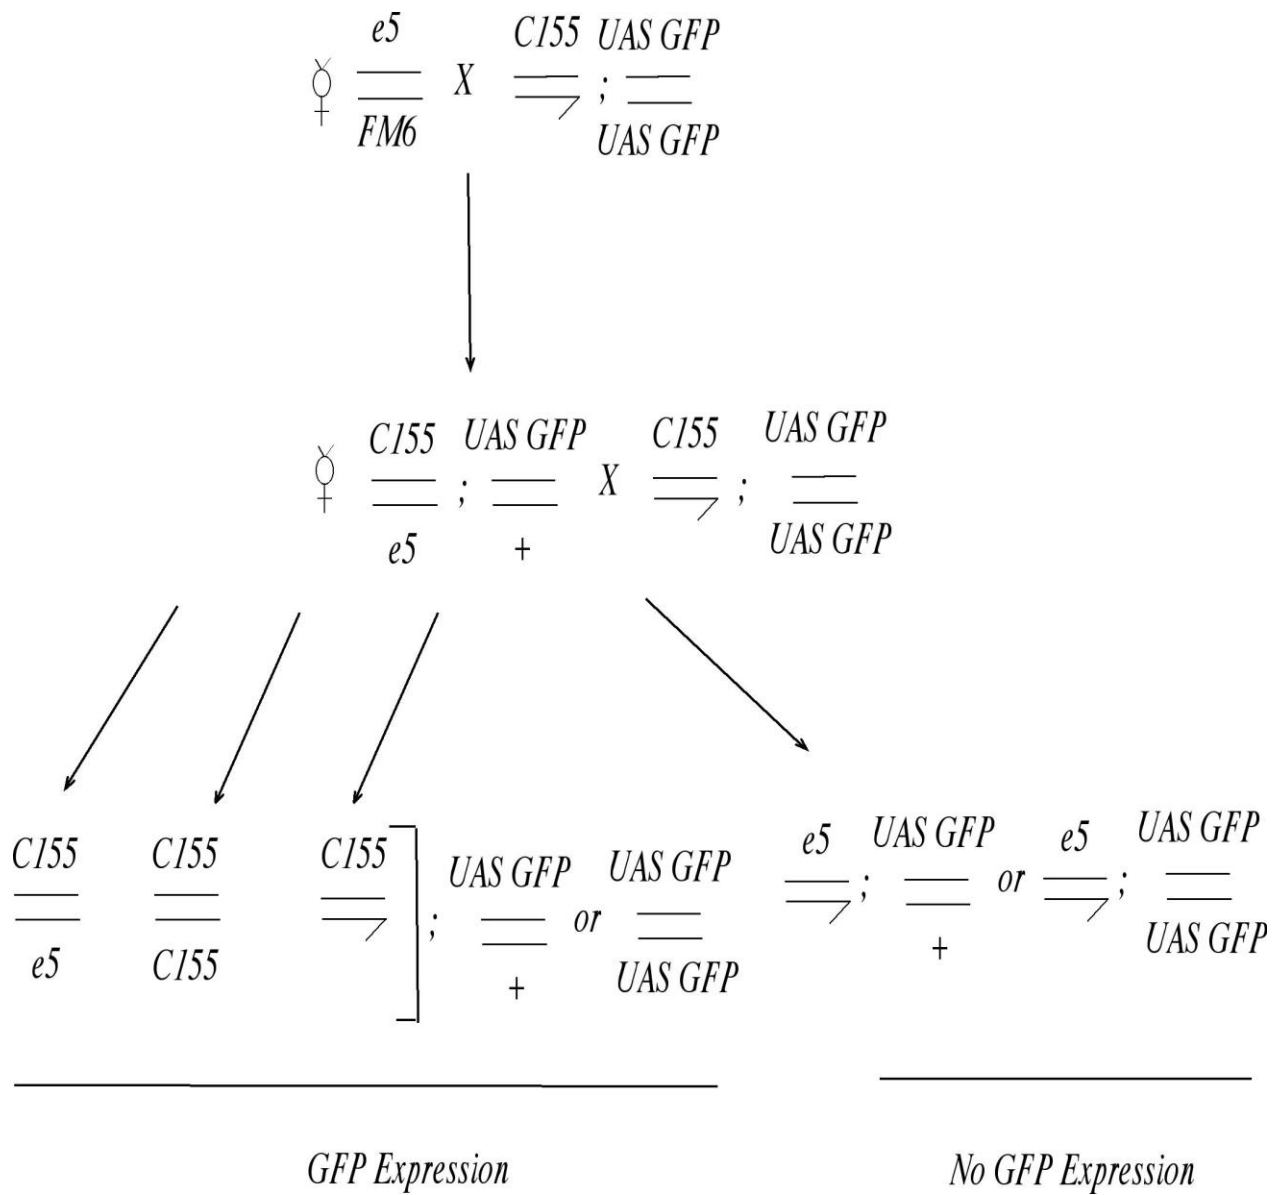 e5 C155 UAS GFP
X ;
FM6 UAS GFP
C155 UAS GFP C155 UAS GFP
; X ;
e5 + UAS GFP
C155 C155 C155 UAS GFP UAS GFP e5 UAS GFP e5 UAS GFP
; or ; or ;
e5 C155 + UAS GFP + UAS GFP
GFP Expression No GFP Expression